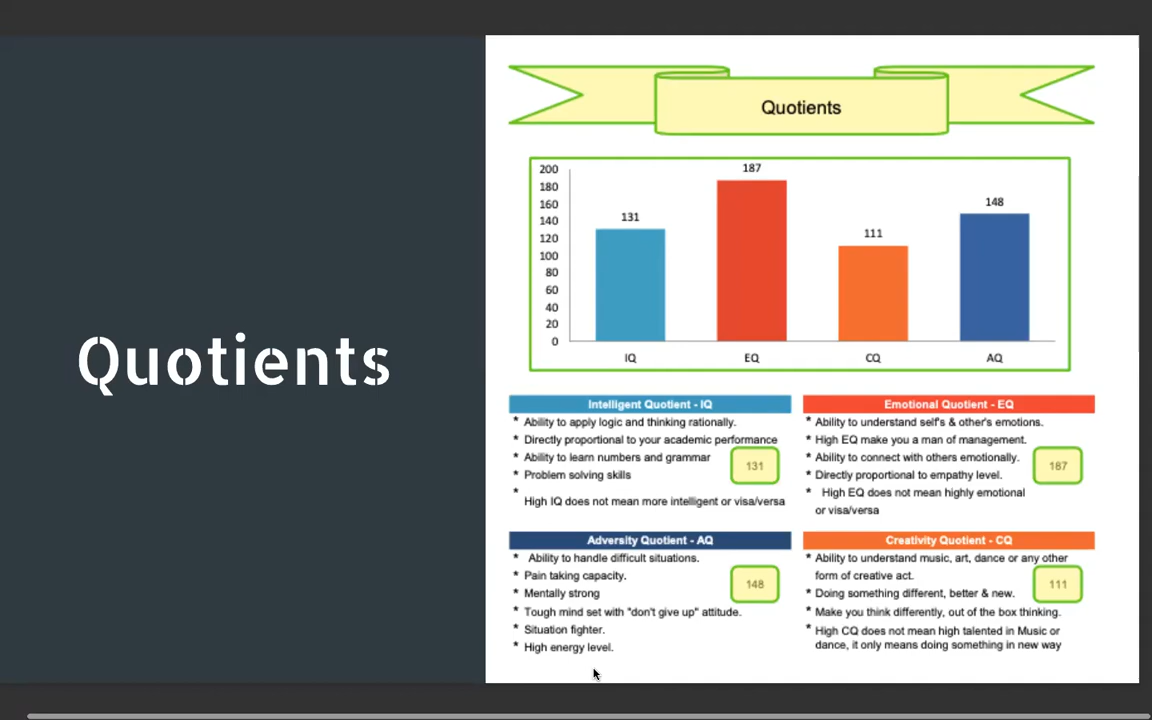 Quotients
Quotients
200
180
160
140
120
100
80
60
40
20
0
131
187
111
148
IQ
EQ
CQ
AQ
Intelligent Quotient - IQ
* Ability to apply logic and thinking rationally.
* Directly proportional to your academic performance
* Ability to learn numbers and grammar
* Problem solving skills
* High IQ does not mean more intelligent or visa/versa
131
Emotional Quotient - EQ
* Ability to understand self's & other's emotions.
* High EQ make you a man of management.
* Ability to connect with others emotionally.
* Directly proportional to empathy level.
* High EQ does not mean highly emotional
or visa/versa
187
Adversity Quotient - AQ
* Ability to handle difficult situations.
* Pain taking capacity.
* Mentally strong
* Tough mind set with "don't give up" attitude.
* Situation fighter.
* High energy level.
148
Creativity Quotient - CQ
* Ability to understand music, art, dance or any other
form of creative act.
* Doing something different, better & new.
* Make you think differently, out of the box thinking.
* High CQ does not mean high talented in Music or
dance, it only means doing something in new way
111